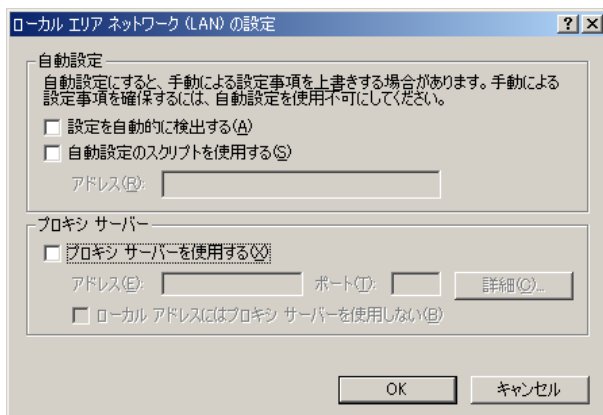 ローカル エリア ネットワーク (LAN) の設定
自動設定
自動設定にすると、手動による設定事項を上書きする場合があります。手動による
設定事項を確保するには、自動設定を使用不可にしてください。
設定を自動的に検出する(A)
自動設定のスクリプトを使用する(S)
アドレス(R):
プロキシ サーバー
プロキシ サーバーを使用する(X)
アドレス(E): ポート(T): 詳細(C)...
ローカル アドレスにはプロキシ サーバーを使用しない(B)
OK キャンセル